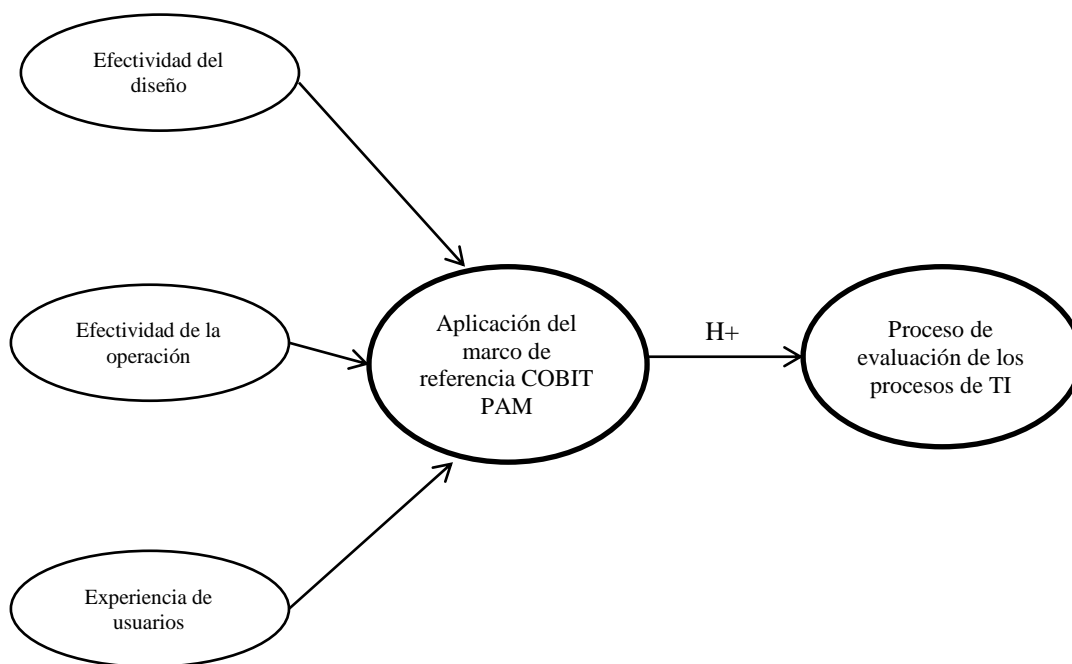 Efectividad del
diseño
Efectividad de la
operación
Experiencia de
usuarios
Aplicación del
marco de
referencia COBIT
PAM
H+
Proceso de
evaluación de los
procesos de TI